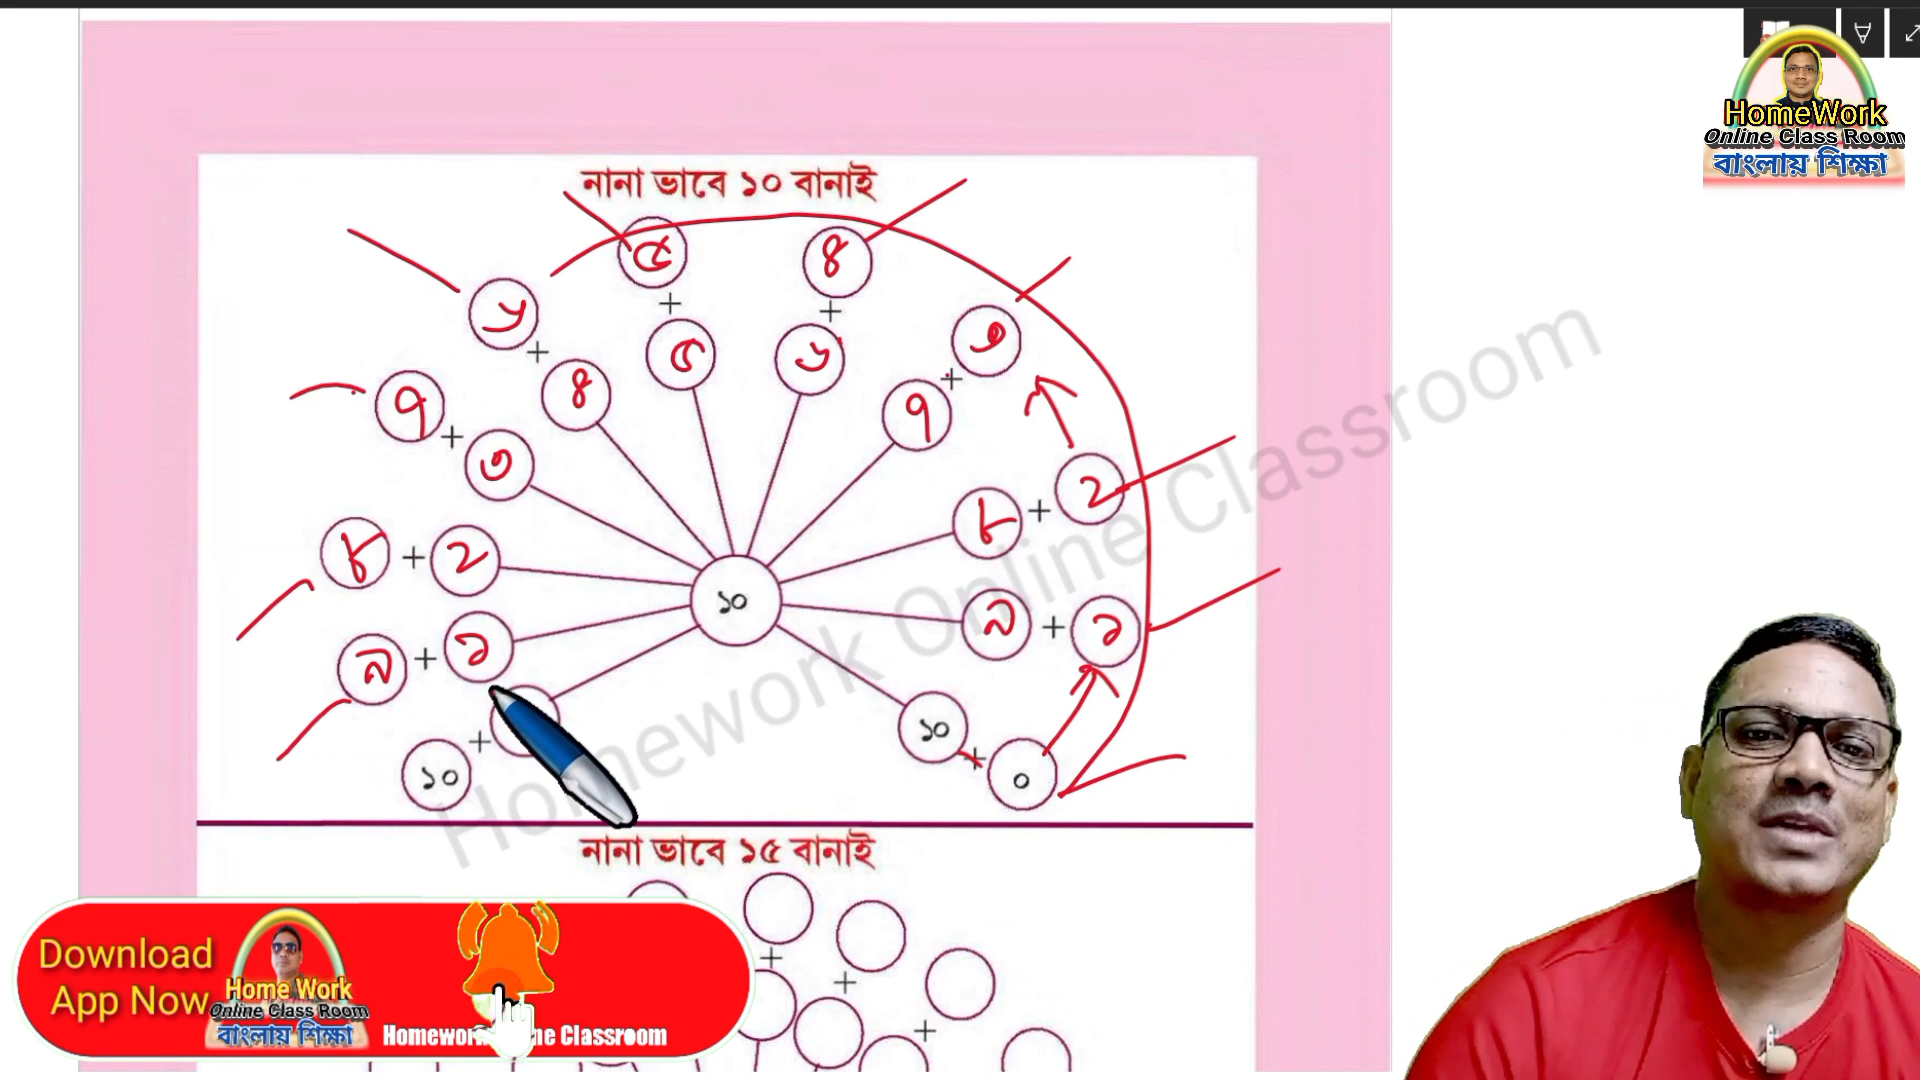 HomeWork
Online Class Room
বাংলায় শিক্ষা
নানা ভাবে ১০ বানাই
৫ + ৫
৪ + ৬
৬ + ৪
৩ + ৭
৭ + ৩
২ + ৮
৮ + ২
১০
৯ + ১
৯ + ১
১০ +
১০ + ০
Homework Online Classroom
নানা ভাবে ১৫ বানাই
+
+
+
Download
App Now
Home Work
Online Class Room
বাংলায় শিক্ষা